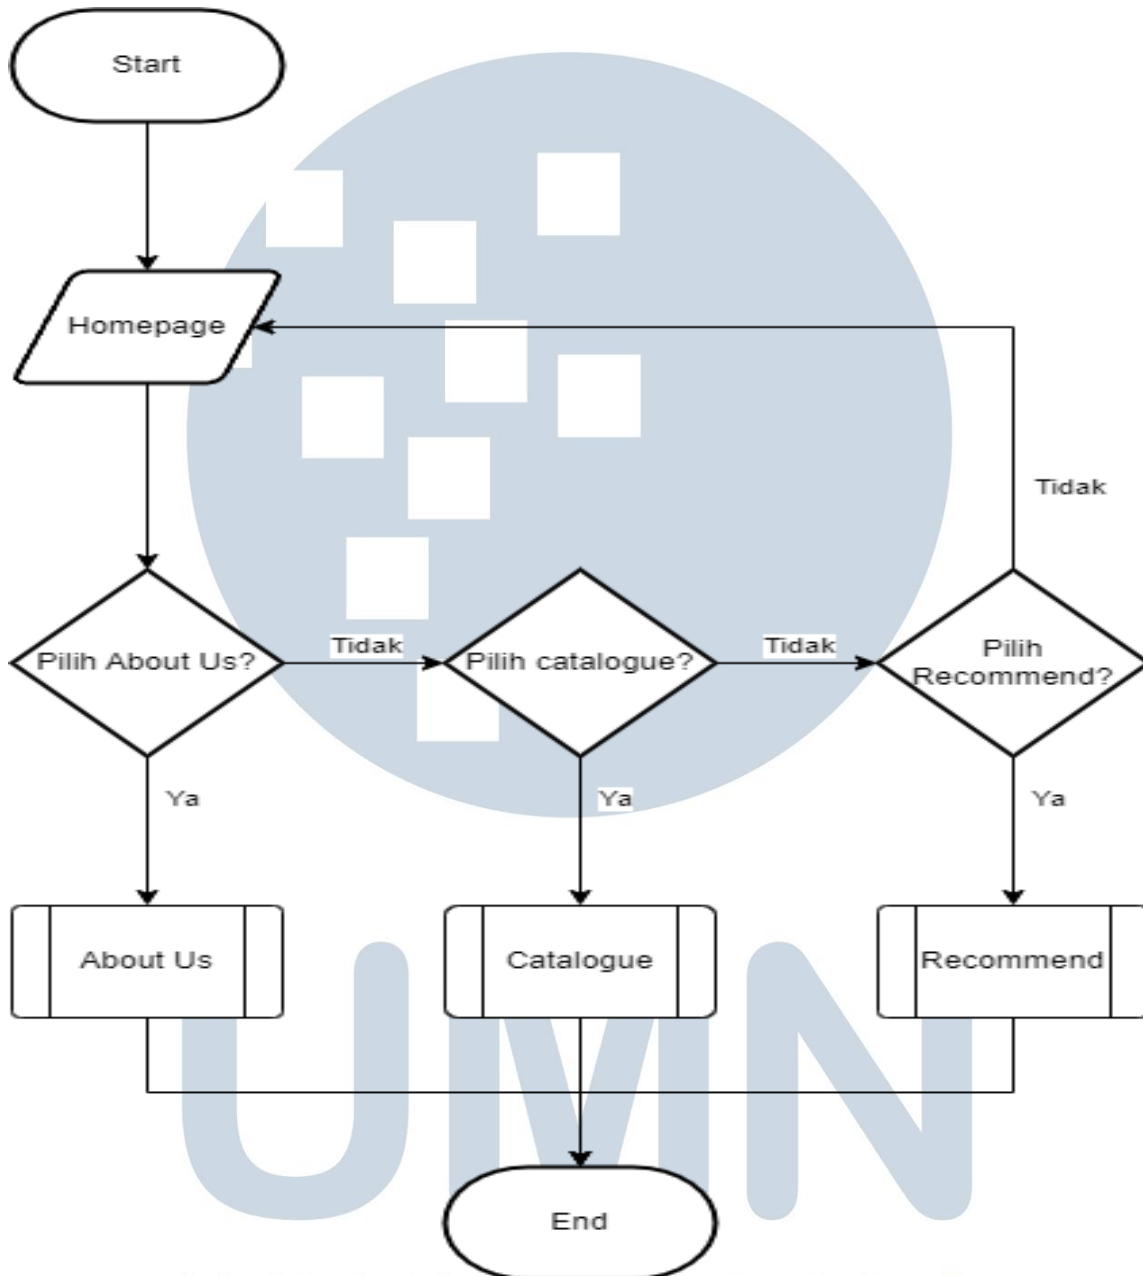 Start
Homepage
Tidak
Pilih About Us?
Tidak
Pilih catalogue?
Tidak
Pilih
Recommend?
Ya
Ya
Ya
About Us
Catalogue
Recommend
UMN
End